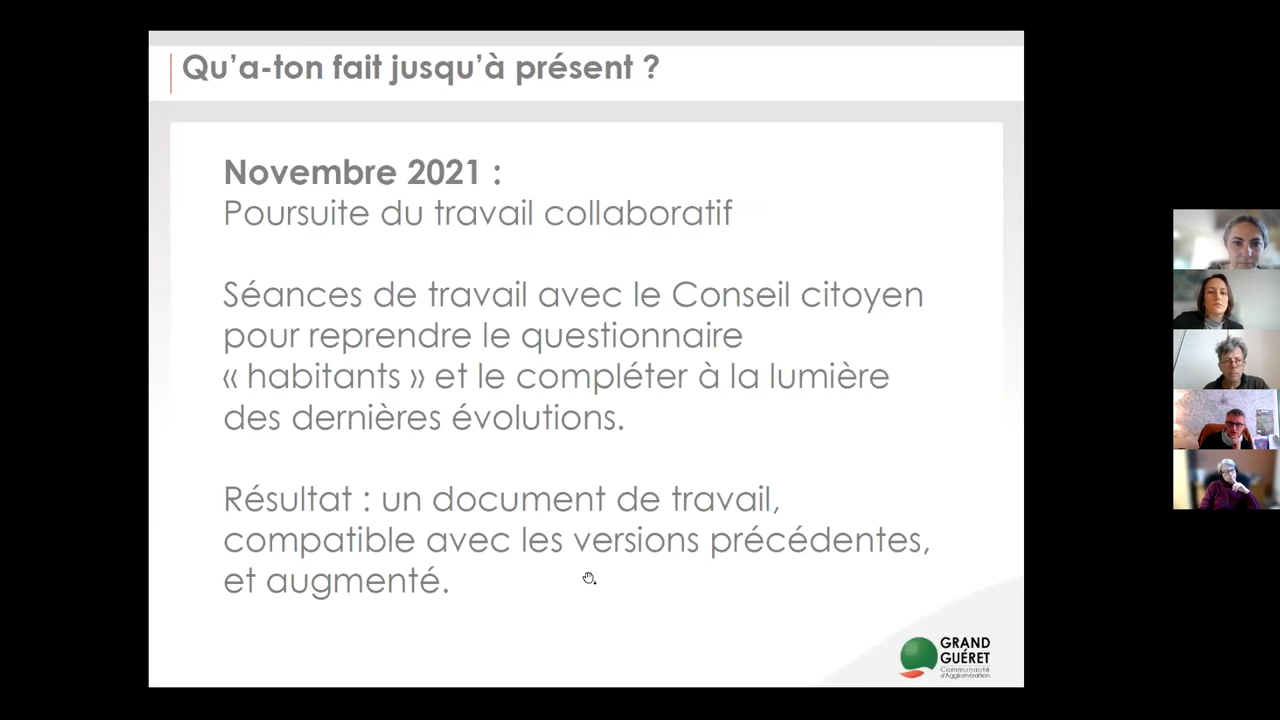 Qu'a-ton fait jusqu'à présent ?
Novembre 2021 :
Poursuite du travail collaboratif
Séances de travail avec le Conseil citoyen
pour reprendre le questionnaire
« habitants » et le compléter à la lumière
des dernières évolutions.
Résultat : un document de travail,
compatible avec les versions précédentes,
et augmenté.
GRAND
GUÉRET
Communauté
d'Agglomération